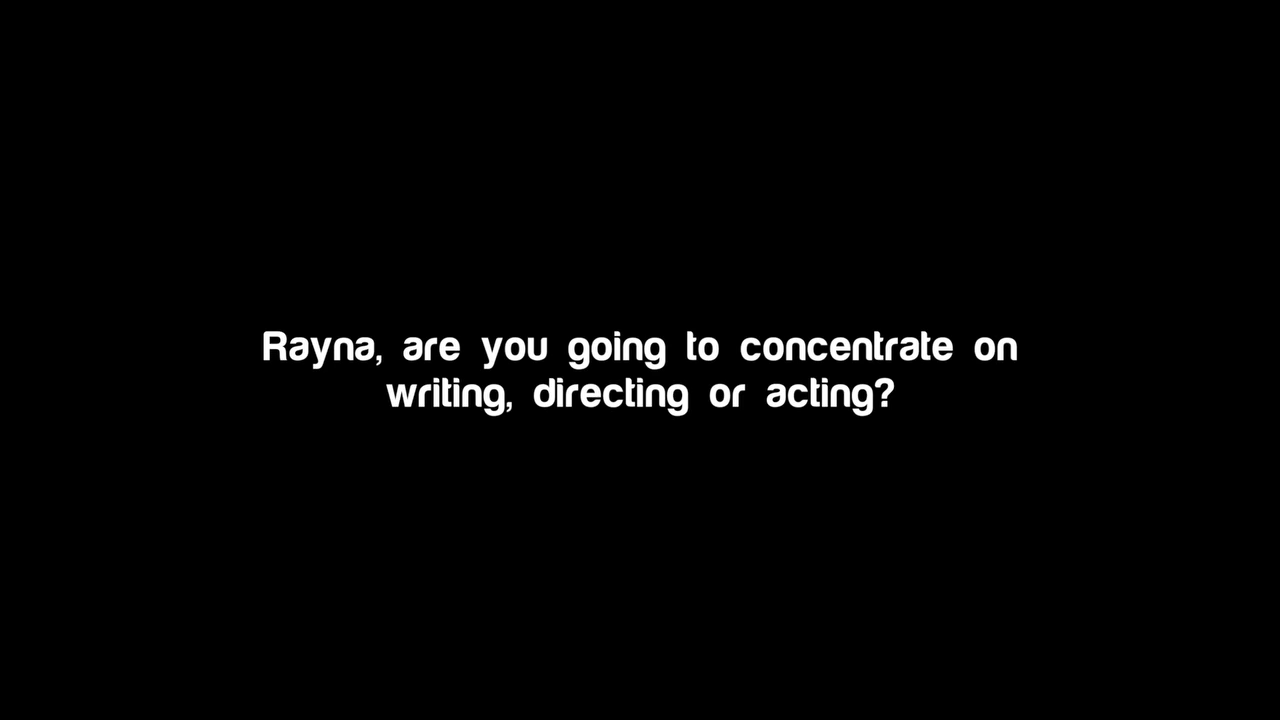 Rayna, are you going to concentrate on
writing, directing or acting?